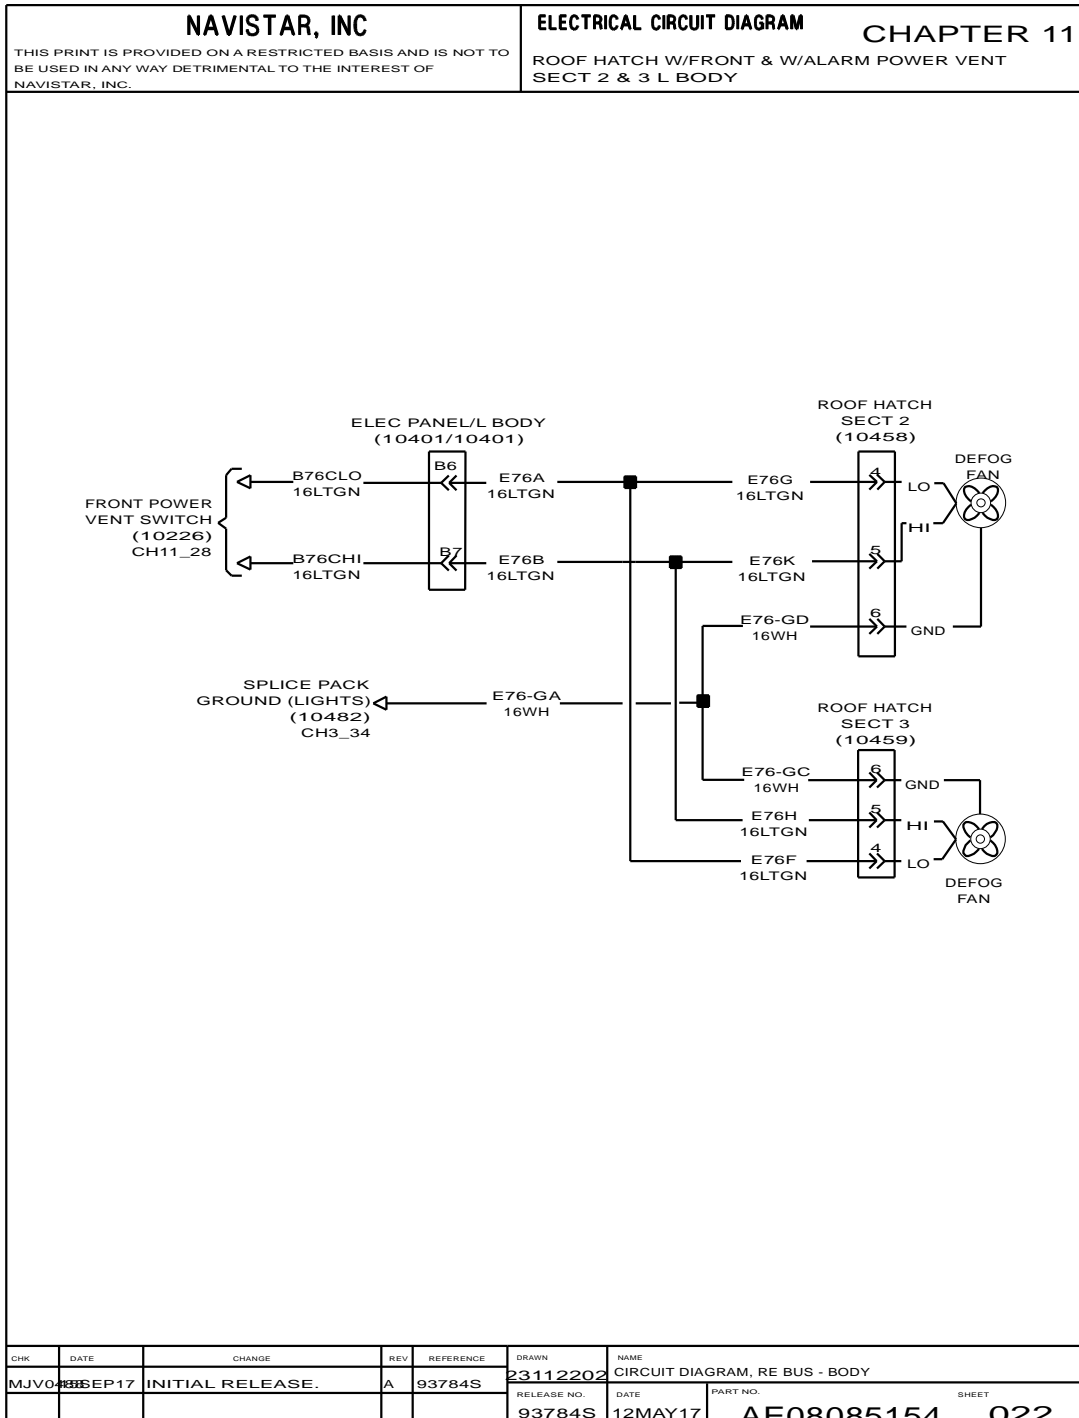 NAVISTAR, INC
THIS PRINT IS PROVIDED ON A RESTRICTED BASIS AND IS NOT TO
BE USED IN ANY WAY DETRIMENTAL TO THE INTEREST OF
NAVISTAR, INC.
ELECTRICAL CIRCUIT DIAGRAM
CHAPTER 11
ROOF HATCH W/FRONT & W/ALARM POWER VENT
SECT 2 & 3 L BODY
ROOF HATCH
SECT 2
(10458)
ELEC PANEL/L BODY
(10401/10401)
DEFOG
FAN
B76CLO
16LTGN
B6
E76A
16LTGN
E76G
16LTGN
4
LO
FRONT POWER
VENT SWITCH
(10226)
CH11_28
HI
B76CHI
16LTGN
B7
E76B
16LTGN
E76K
16LTGN
5
E76-GD
16WH
6
GND
SPLICE PACK
GROUND (LIGHTS)
(10482)
CH3_34
E76-GA
16WH
ROOF HATCH
SECT 3
(10459)
E76-GC
16WH
6
GND
E76H
16LTGN
5
HI
E76F
16LTGN
4
LO
DEFOG
FAN
CHK DATE CHANGE REV REFERENCE
INITIAL RELEASE. A 93784S
DRAWN
23112202
NAME
CIRCUIT DIAGRAM, RE BUS - BODY
RELEASE NO.
93784S
DATE
12MAY17
PART NO.
AE08085154
SHEET
022